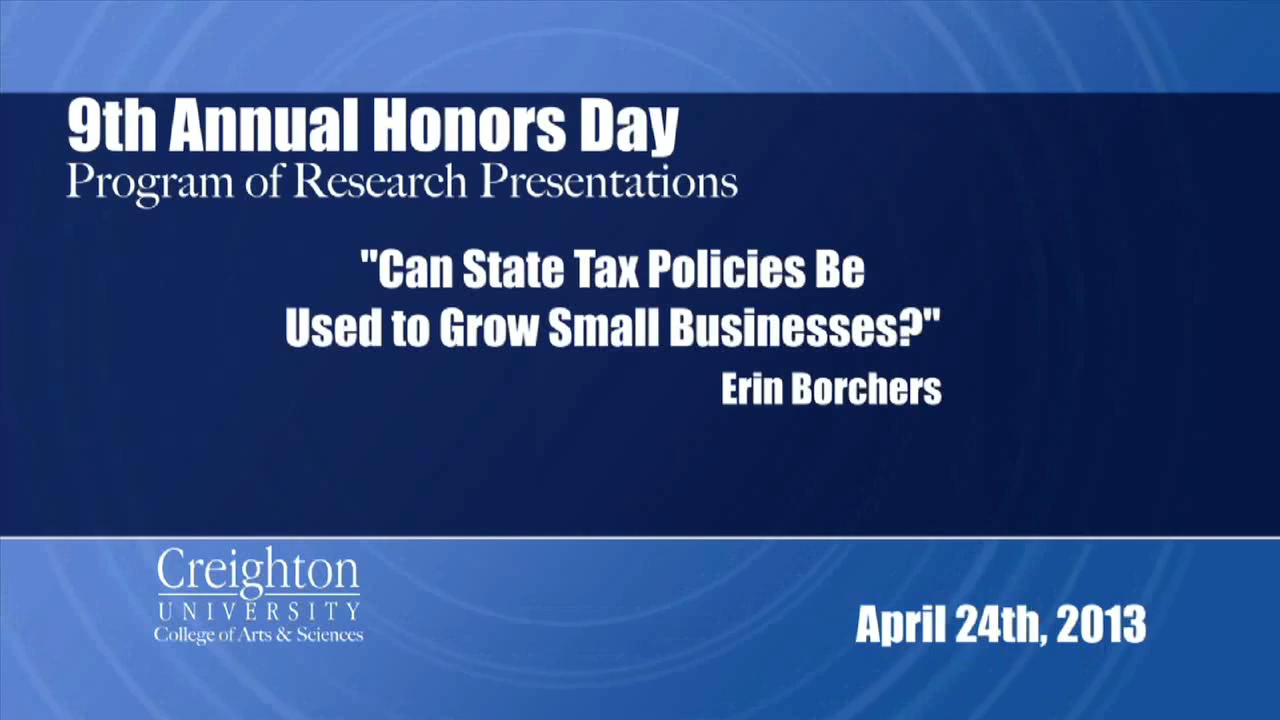 9th Annual Honors Day
Program of Research Presentations
"Can State Tax Policies Be
Used to Grow Small Businesses?"
Erin Borchers
Creighton
UNIVERSITY
College of Arts & Sciences
April 24th, 2013